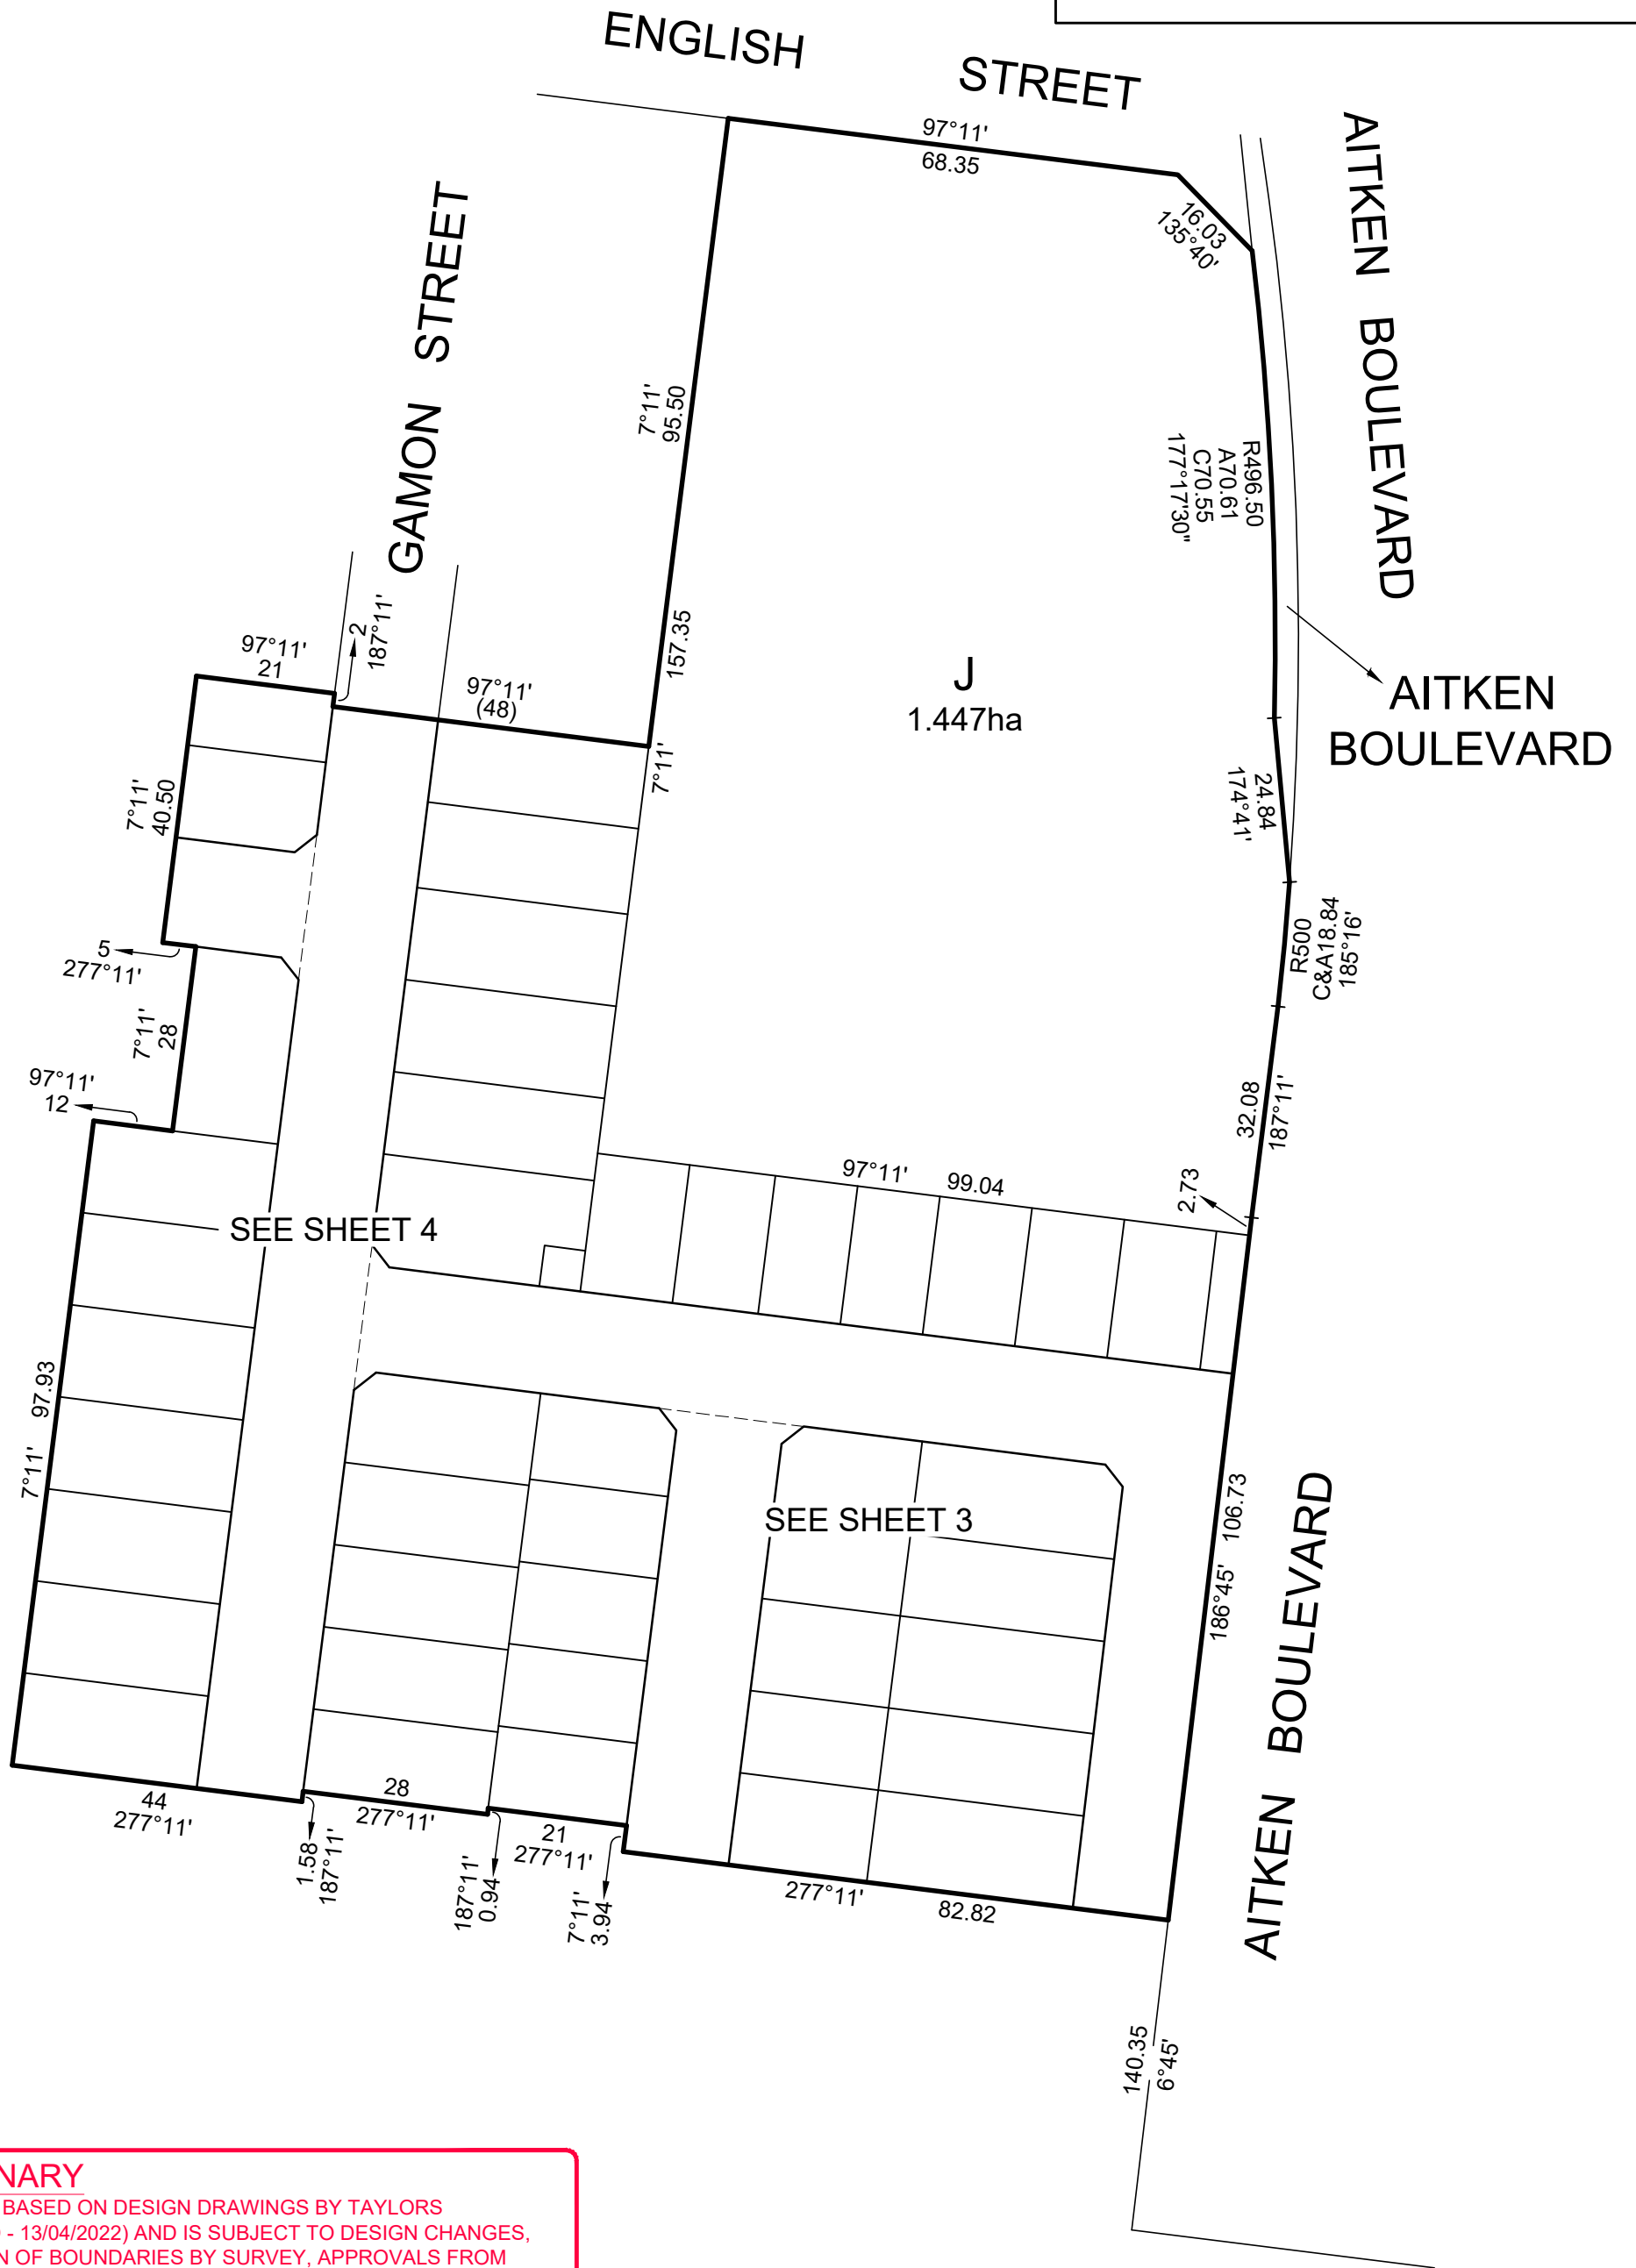 ENGLISH STREET
97°11'
68.35
16.03
135°40'
AITKEN BOULEVARD
GAMON STREET
7°11'
95.50
157.35
7°11'
R496.50
A70.61
C70.55
177°17'30"
97°11'
21
2
187°11'
97°11'
(48)
J
1.447ha
AITKEN
BOULEVARD
7°11'
40.50
24.84
174°41'
5
277°11'
R500
C&A18.84
185°16'
7°11'
28
97°11'
12
32.08
187°11'
97°11' 99.04
2.73
SEE SHEET 4
7°11' 97.93
SEE SHEET 3
186°45' 106.73
AITKEN BOULEVARD
44
277°11'
1.58
187°11'
28
277°11'
187°11'
0.94
21
277°11'
7°11'
3.94
277°11' 82.82
140.35
6°45'
NARY
BASED ON DESIGN DRAWINGS BY TAYLORS
- 13/04/2022) AND IS SUBJECT TO DESIGN CHANGES,
N OF BOUNDARIES BY SURVEY, APPROVALS FROM